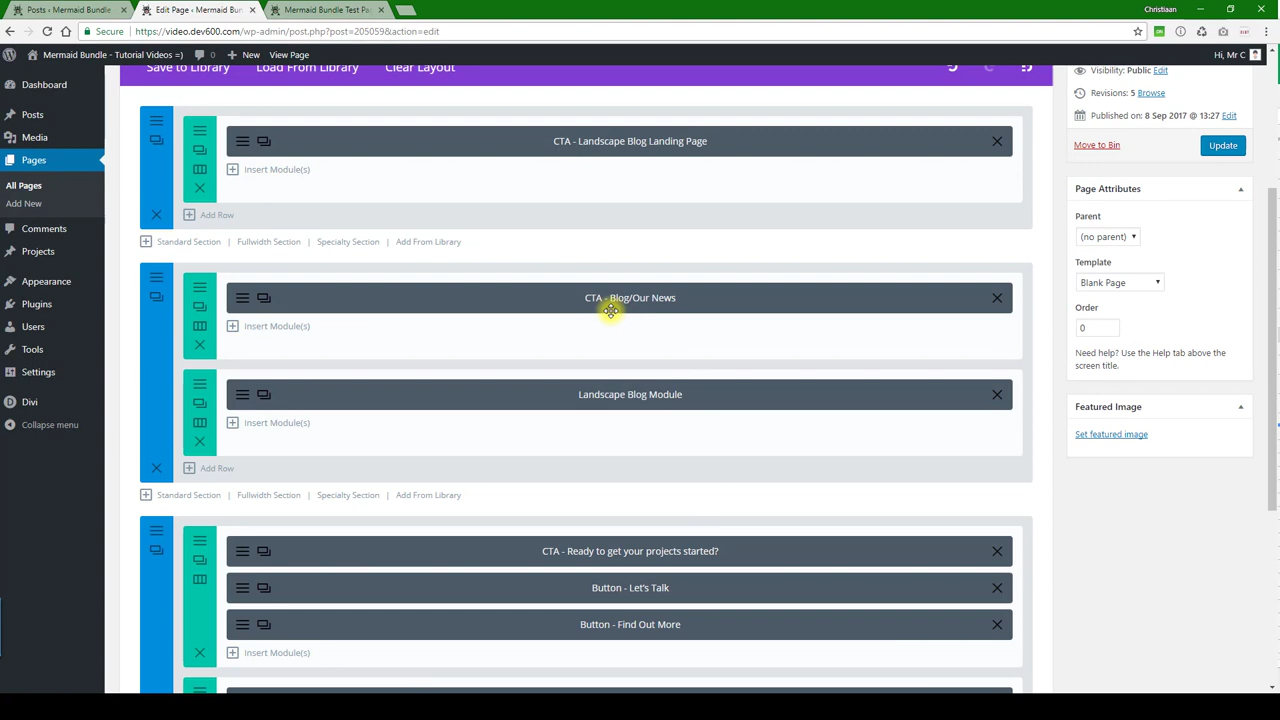 Posts ‹ Mermaid Bundle
Edit Page ‹ Mermaid Bun
Mermaid Bundle Test Pa
Christiaan
Secure
https://video.dev600.com/wp-admin/post.php?post=205059&action=edit
Mermaid Bundle - Tutorial Videos =)
0
New
View Page
Hi, Mr C
Dashboard
Posts
Media
Pages
All Pages
Add New
Comments
Projects
Appearance
Plugins
Users
Tools
Settings
Divi
Collapse menu
Save to Library
Load From Library
Clear Layout
CTA - Landscape Blog Landing Page
Insert Module(s)
Add Row
Standard Section | Fullwidth Section | Specialty Section | Add From Library
CTA - Blog/Our News
Insert Module(s)
Landscape Blog Module
Insert Module(s)
Add Row
Standard Section | Fullwidth Section | Specialty Section | Add From Library
CTA - Ready to get your projects started?
Button - Let's Talk
Button - Find Out More
Insert Module(s)
Visibility: Public Edit
Revisions: 5 Browse
Published on: 8 Sep 2017 @ 13:27 Edit
Move to Bin
Update
Page Attributes
Parent
(no parent)
Template
Blank Page
Order
0
Need help? Use the Help tab above the
screen title.
Featured Image
Set featured image